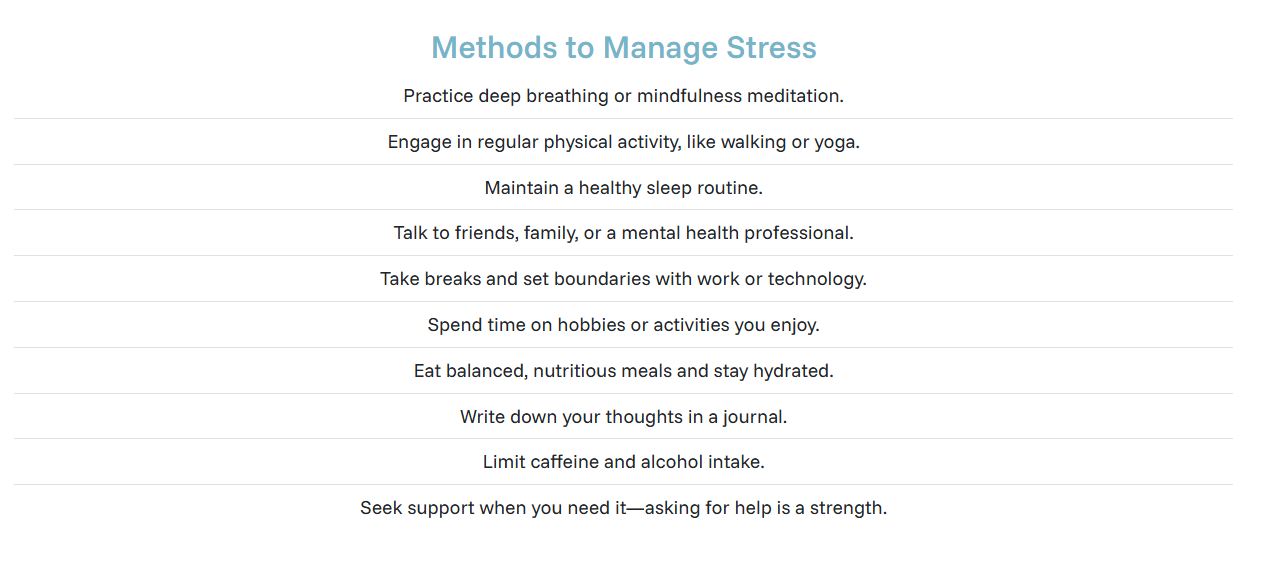 Methods to Manage Stress
Practice deep breathing or mindfulness meditation.
Engage in regular physical activity, like walking or yoga.
Maintain a healthy sleep routine.
Talk to friends, family, or a mental health professional.
Take breaks and set boundaries with work or technology.
Spend time on hobbies or activities you enjoy.
Eat balanced, nutritious meals and stay hydrated.
Write down your thoughts in a journal.
Limit caffeine and alcohol intake.
Seek support when you need it—asking for help is a strength.